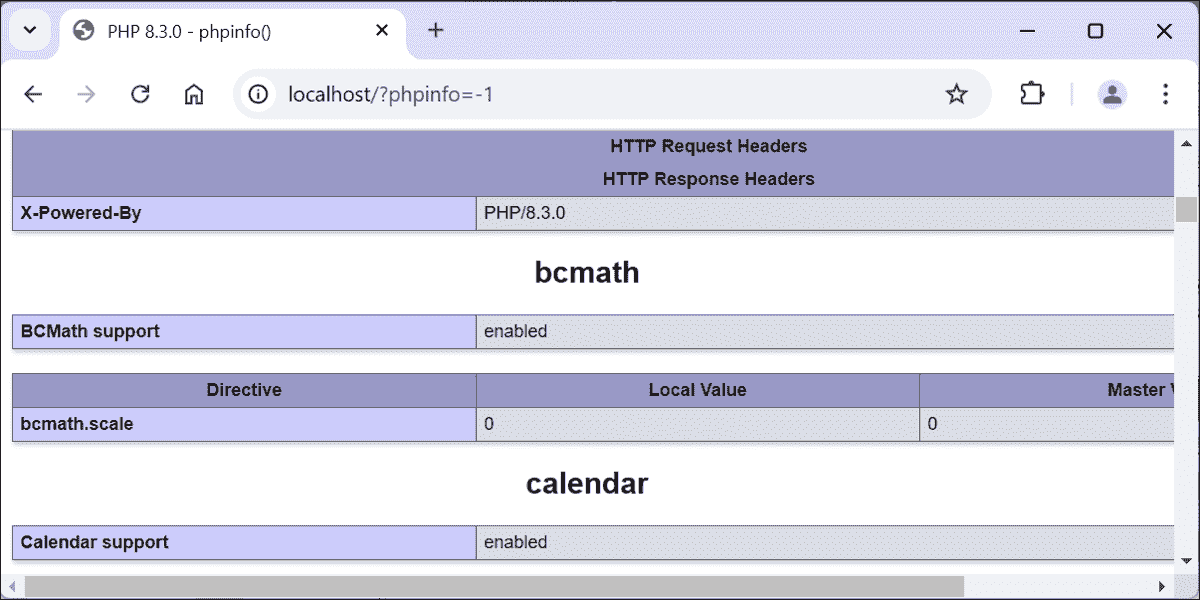 PHP 8.3.0 - phpinfo()
localhost/?phpinfo=-1
HTTP Request Headers
HTTP Response Headers
X-Powered-By PHP/8.3.0
bcmath
BCMath support enabled
Directive Local Value Master
bcmath.scale 0 0
calendar
Calendar support enabled